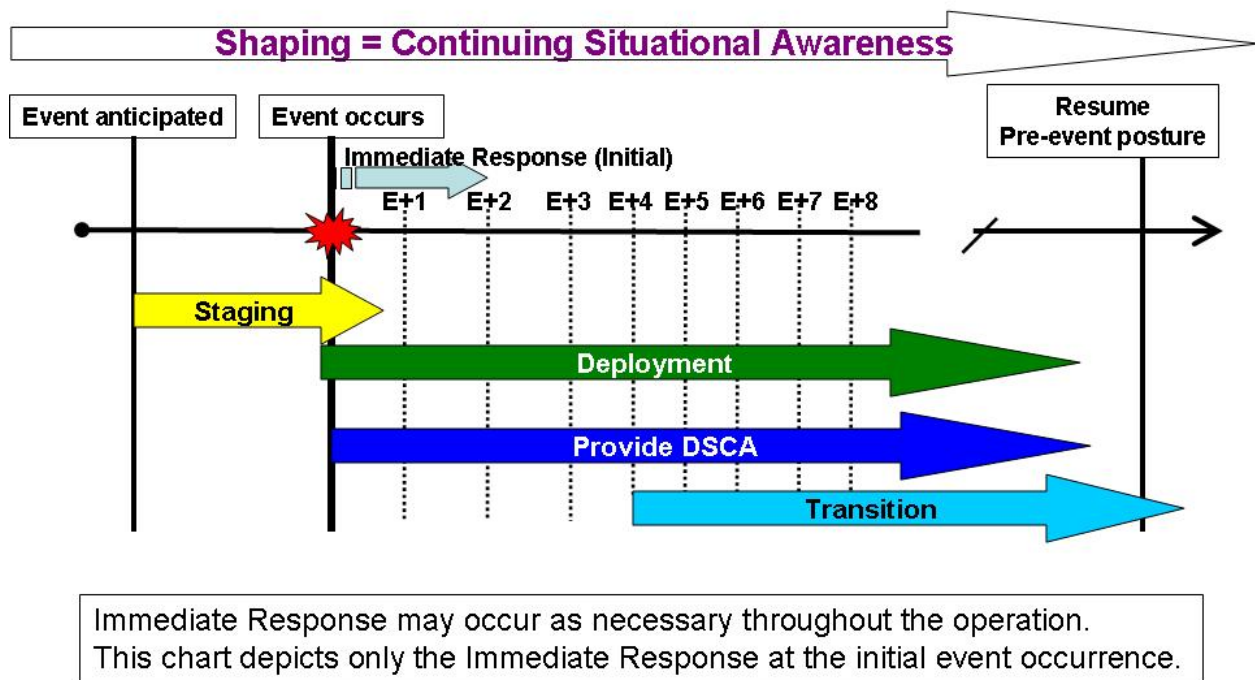 Shaping = Continuing Situational Awareness
Event anticipated
Event occurs
Resume
Pre-event posture
Immediate Response (Initial)
E+1 E+2 E+3 E+4 E+5 E+6 E+7 E+8
Staging
Deployment
Provide DSCA
Transition
Immediate Response may occur as necessary throughout the operation.
This chart depicts only the Immediate Response at the initial event occurrence.